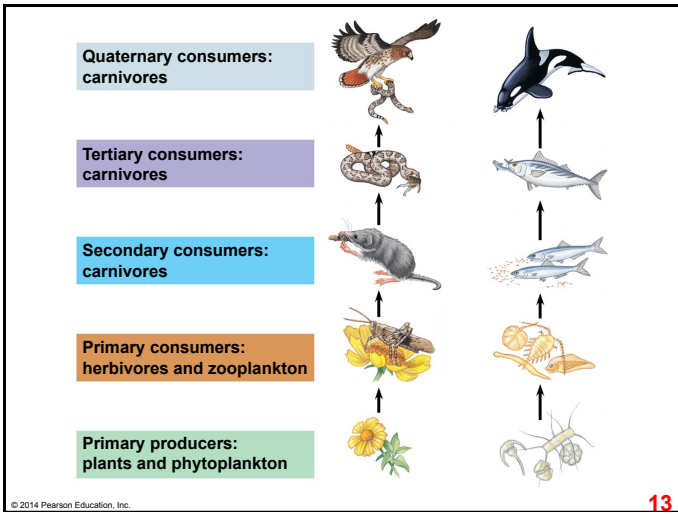 Quaternary consumers:
carnivores
Tertiary consumers:
carnivores
Secondary consumers:
carnivores
Primary consumers:
herbivores and zooplankton
Primary producers:
plants and phytoplankton
© 2014 Pearson Education, Inc.
13